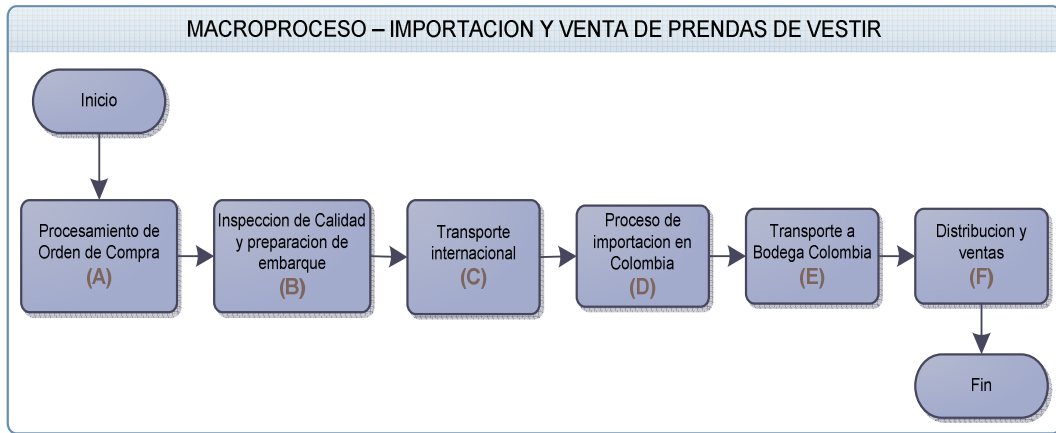 MACROPROCESO – IMPORTACION Y VENTA DE PRENDAS DE VESTIR
Inicio
Procesamiento de
Orden de Compra
(A)
Inspeccion de Calidad
y preparacion de
embarque
(B)
Transporte
internacional
(C)
Proceso de
importacion en
Colombia
(D)
Transporte a
Bodega Colombia
(E)
Distribucion y
ventas
(F)
Fin